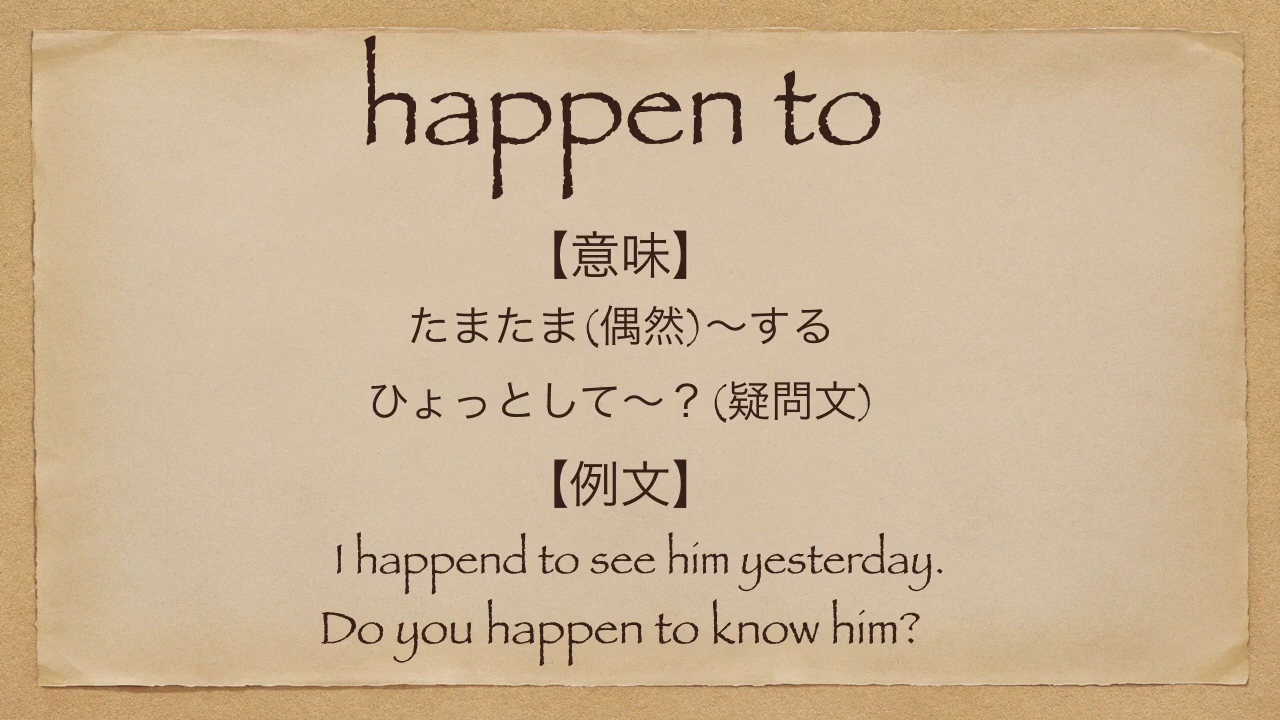 happen to
【意味】
たまたま(偶然)〜する
ひょっとして〜？(疑問文)
【例文】
I happend to see him yesterday.
Do you happen to know him?